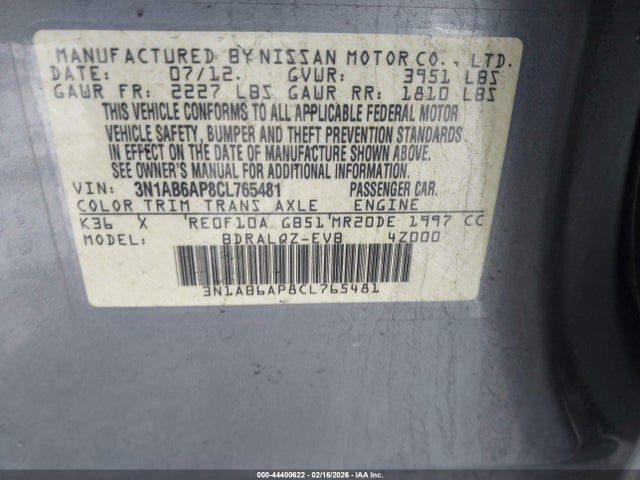 MANUFACTURED BY NISSAN MOTOR CO., LTD.
DATE: 07/12. GVWR: 3951 LBS
GAWR FR: 2227 LBS GAWR RR: 1810 LBS
THIS VEHICLE CONFORMS TO ALL APPLICABLE FEDERAL MOTOR
VEHICLE SAFETY, BUMPER AND THEFT PREVENTION STANDARDS
IN EFFECT ON THE DATE OF MANUFACTURE SHOWN ABOVE.
SEE OWNER'S MANUAL FOR ADDITIONAL INFORMATION.
VIN: 3N1AB6AP8CL765481 PASSENGER CAR.
COLOR TRIM TRANS AXLE ENGINE
K36 X 'RE0F10A GB51'MR20DE 1997 CC
MODEL: BDRALQZ-EVB 4Z000
3N1AB6AP8CL765481
000-44400622 - 02/16/2026 - IAA Inc.